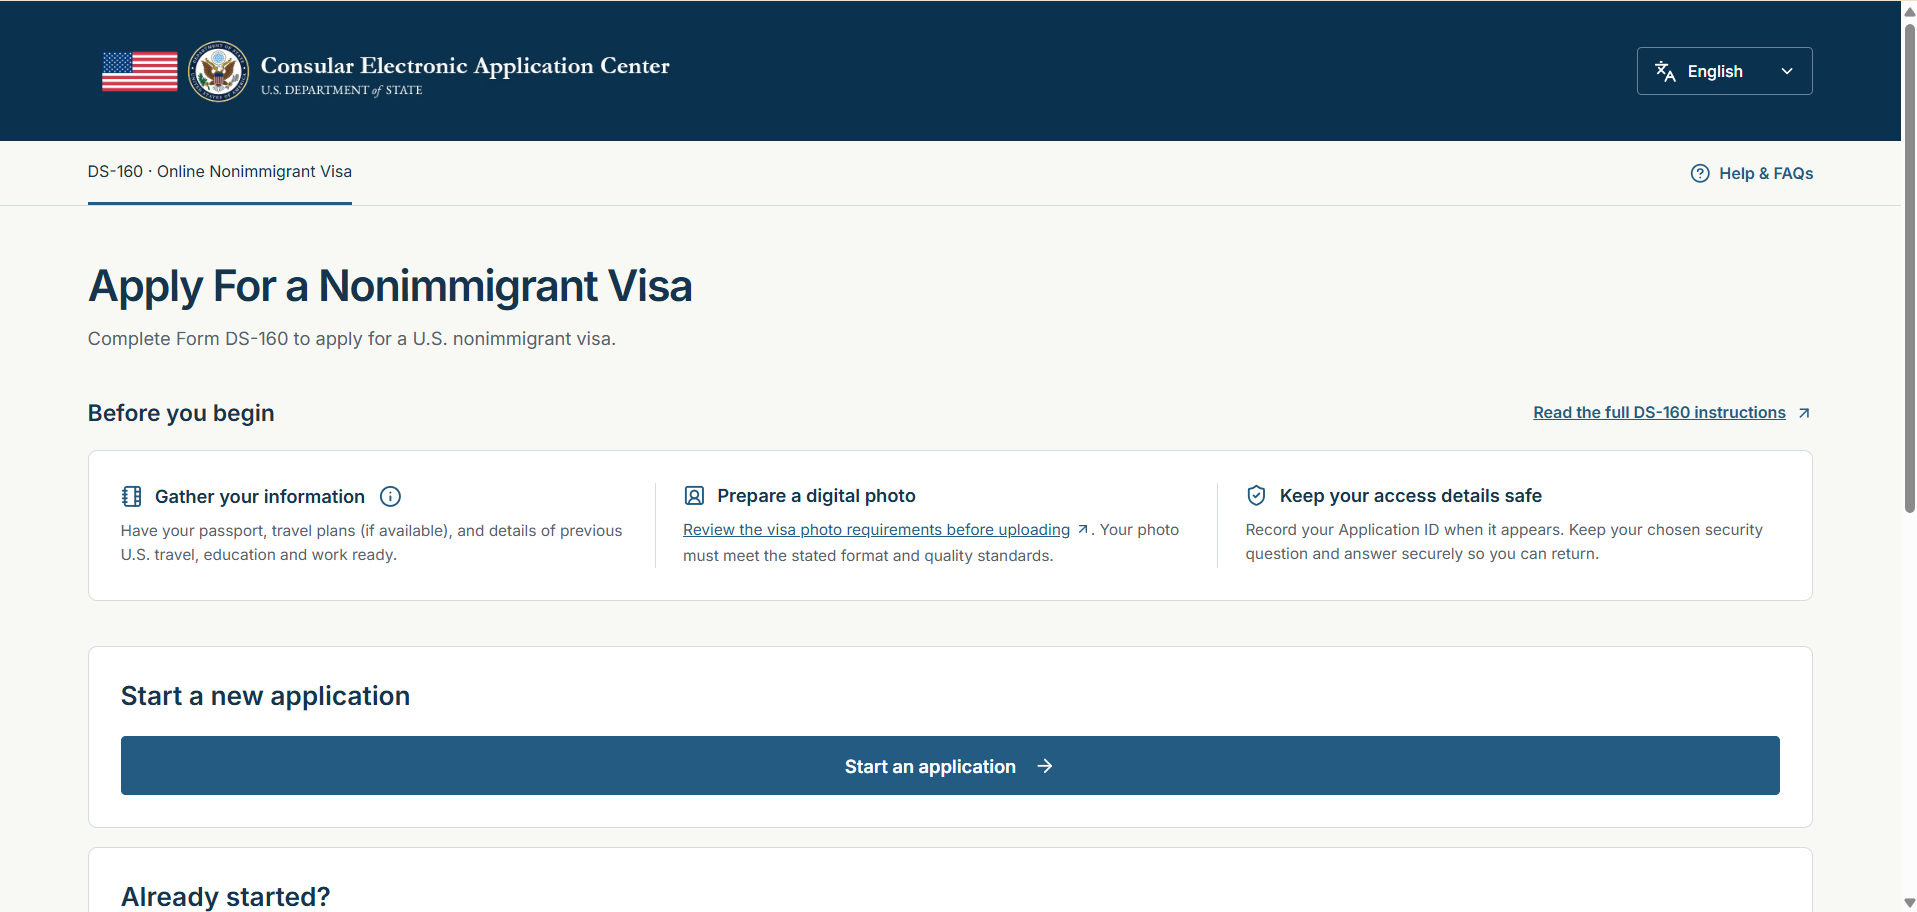 Consular Electronic Application Center
U.S. DEPARTMENT of STATE
English
DS-160 · Online Nonimmigrant Visa
Help & FAQs
Apply For a Nonimmigrant Visa
Complete Form DS-160 to apply for a U.S. nonimmigrant visa.
Before you begin
Read the full DS-160 instructions
Gather your information
Have your passport, travel plans (if available), and details of previous
U.S. travel, education and work ready.
Prepare a digital photo
Review the visa photo requirements before uploading . Your photo
must meet the stated format and quality standards.
Keep your access details safe
Record your Application ID when it appears. Keep your chosen security
question and answer securely so you can return.
Start a new application
Start an application
Already started?